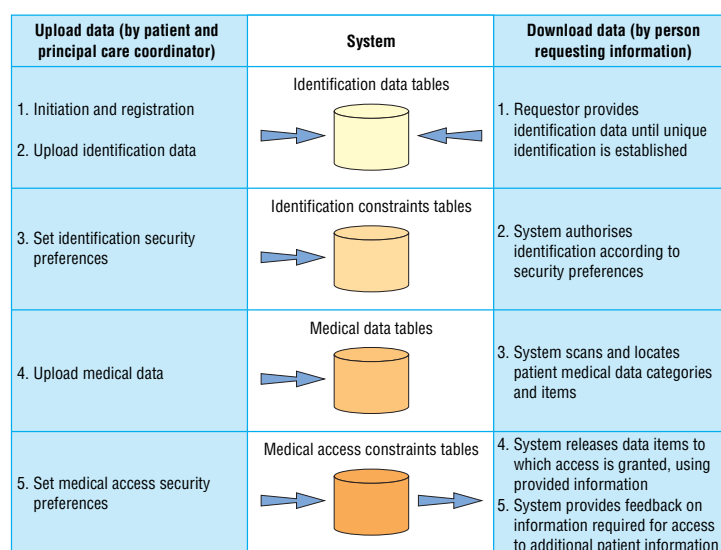 Upload data (by patient and
principal care coordinator)
System
Download data (by person
requesting information)
1. Initiation and registration
2. Upload identification data
Identification data tables
1. Requestor provides
identification data until unique
identification is established
3. Set identification security
preferences
Identification constraints tables
2. System authorises
identification according to
security preferences
4. Upload medical data
Medical data tables
3. System scans and locates
patient medical data categories
and items
5. Set medical access security
preferences
Medical access constraints tables
4. System releases data items to
which access is granted, using
provided information
5. System provides feedback on
information required for access
to additional patient information